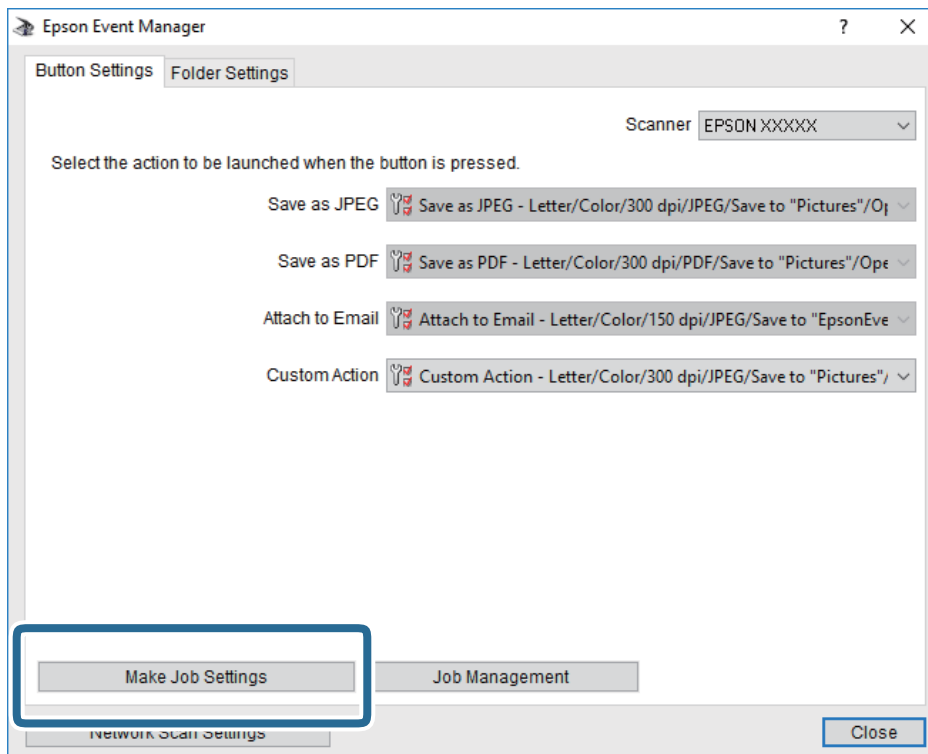 Epson Event Manager
Button Settings
Folder Settings
Scanner EPSON XXXXX
Select the action to be launched when the button is pressed.
Save as JPEG Save as JPEG - Letter/Color/300 dpi/JPEG/Save to "Pictures"/Op
Save as PDF Save as PDF - Letter/Color/300 dpi/PDF/Save to "Pictures"/Ope
Attach to Email Attach to Email - Letter/Color/150 dpi/JPEG/Save to "EpsonEve
Custom Action Custom Action - Letter/Color/300 dpi/JPEG/Save to "Pictures"/
Make Job Settings
Job Management
Network Scan Settings
Close